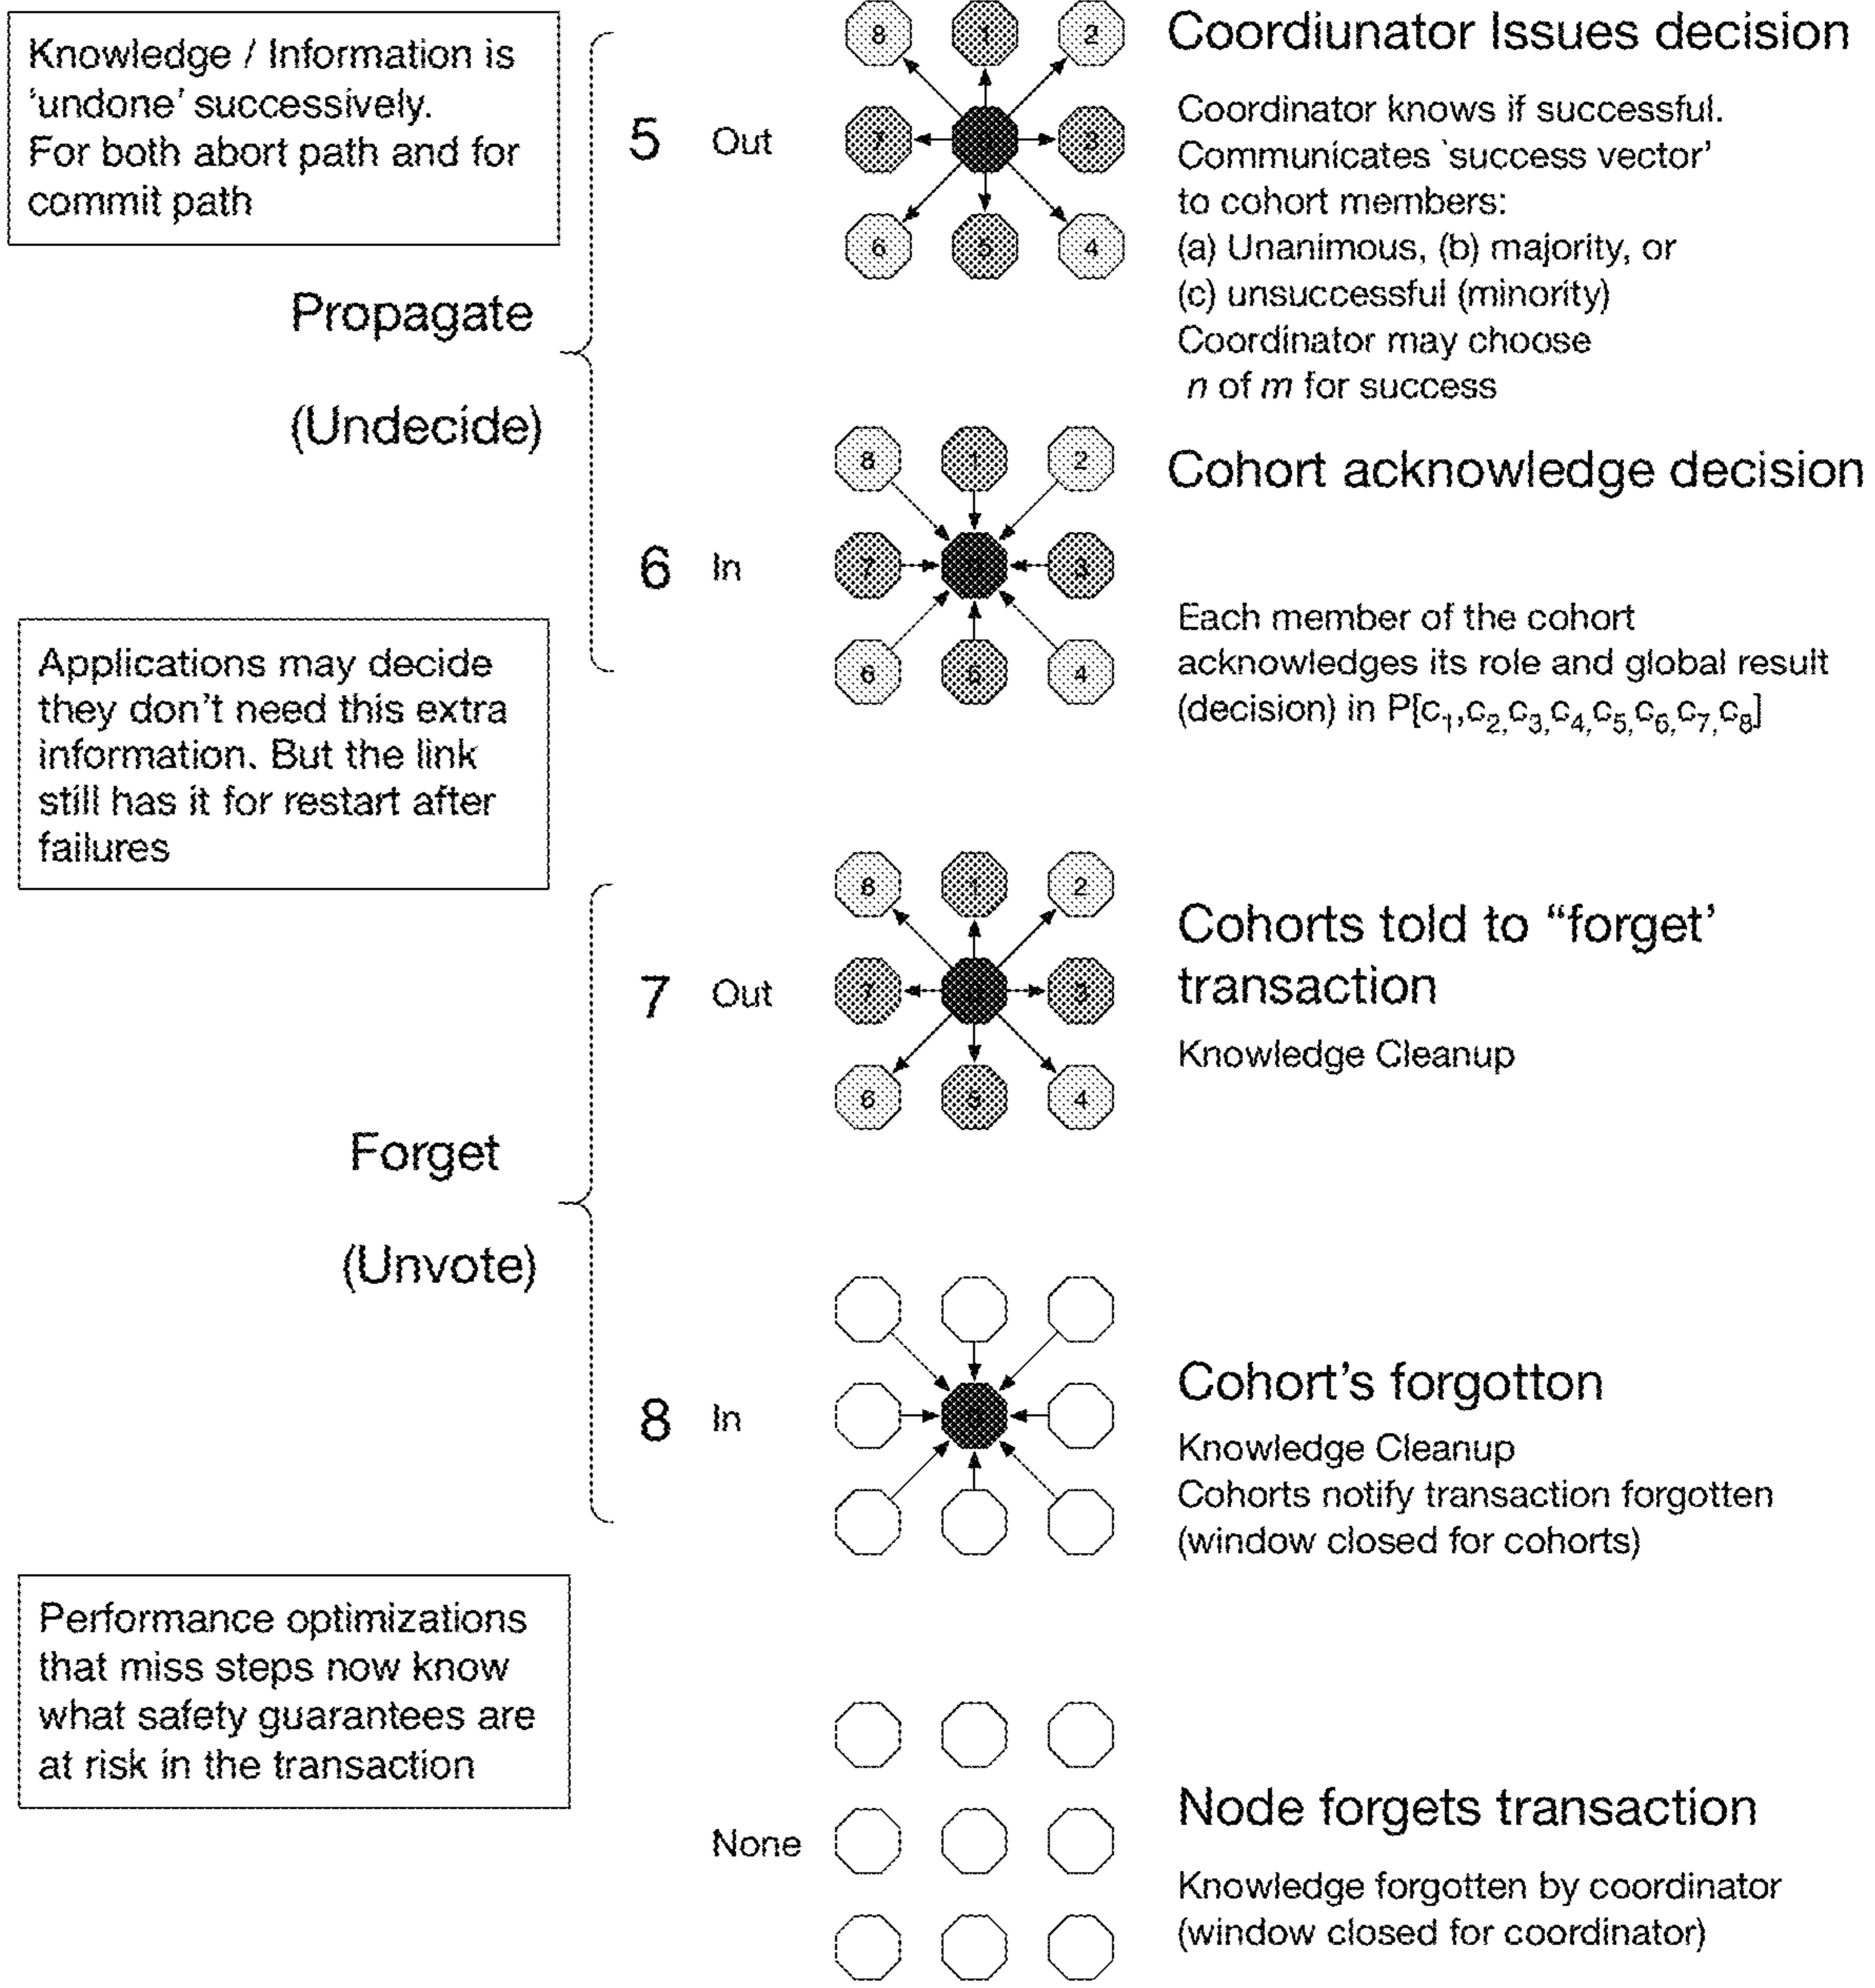 Knowledge / Information is
'undone' successively.
For both abort path and for
commit path
Propagate
(Undecide)
5 Out
8 1 2
7 3
6 5 4
Coordiunator Issues decision
Coordinator knows if successful.
Communicates `success vector'
to cohort members:
(a) Unanimous, (b) majority, or
(c) unsuccessful (minority)
Coordinator may choose
n of m for success
6 In
8 1 2
7 3
6 5 4
Cohort acknowledge decision
Each member of the cohort
acknowledges its role and global result
(decision) in P[c1,c2,c3,c4,c5,c6,c7,c8]
Applications may decide
they don't need this extra
information. But the link
still has it for restart after
failures
Forget
(Unvote)
7 Out
8 1 2
7 3
6 5 4
Cohorts told to “forget’
transaction
Knowledge Cleanup
8 In
Cohort's forgotton
Knowledge Cleanup
Cohorts notify transaction forgotten
(window closed for cohorts)
Performance optimizations
that miss steps now know
what safety guarantees are
at risk in the transaction
None
Node forgets transaction
Knowledge forgotten by coordinator
(window closed for coordinator)